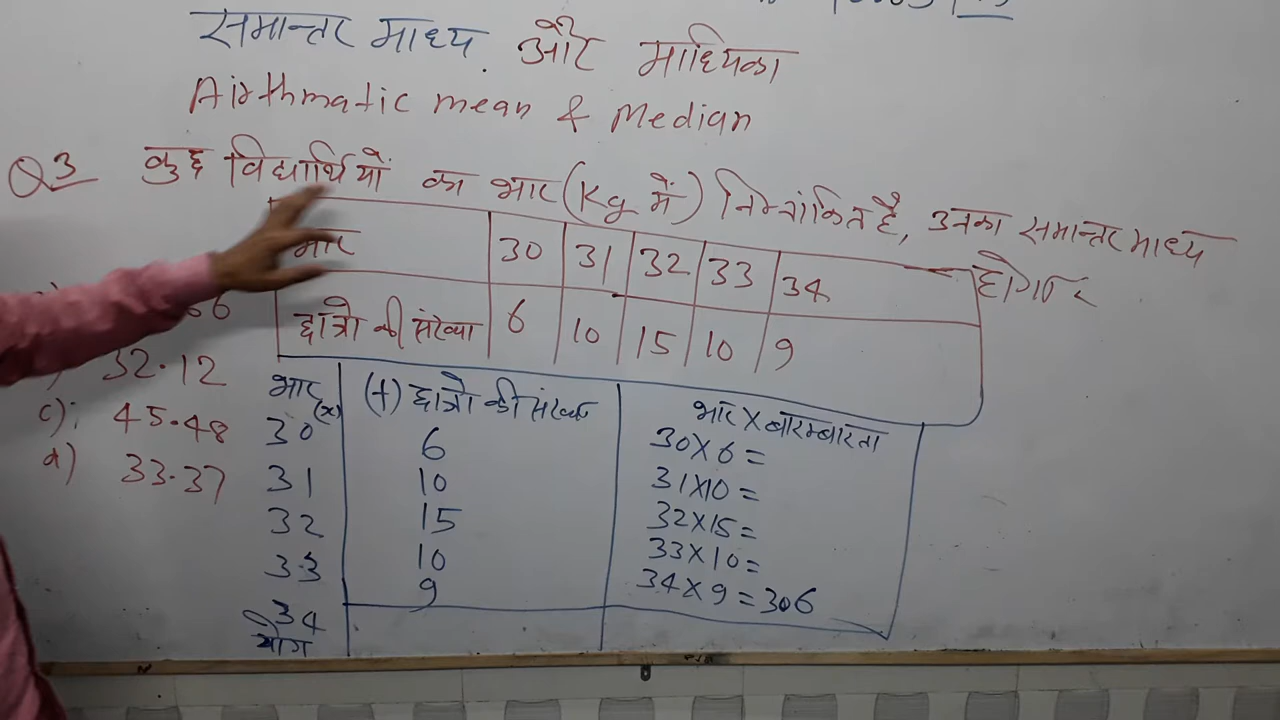 समान्तर माध्य और माध्यिका
Airthmatic mean & Median
Q3 कुछ विद्यार्थियों का भार (Kg में) निम्नांकित है, उनका समान्तर माध्य
होगा:
भार 30 31 32 33 34
छात्रो की संख्या 6 10 15 10 9
32.12
c): 45.48
d) 33.37
भार (x) (f) छात्रो की संख्या भार X बारम्बारता
30 6 30X6=
31 10 31X10=
32 15 32X15=
33 10 33X10=
34 9 34X9=306
योग